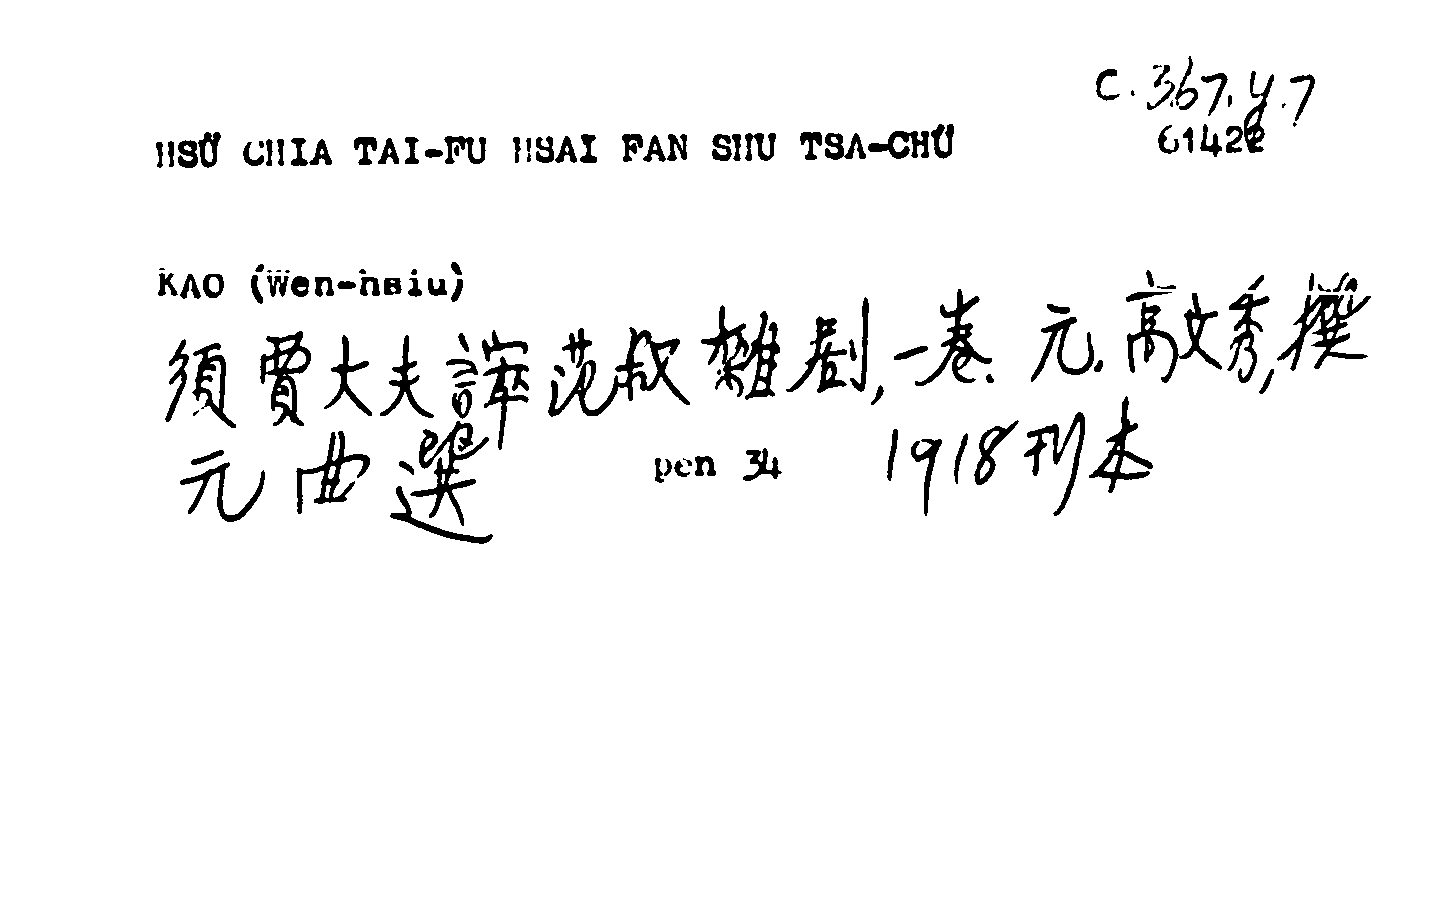 C.367.y.7
HSÜ CHIA TAI-FU HSAI FAN SHU TSA-CHÜ 61422
KAO (Wen-hsiu)
須賈大夫誶范叔雜劇,一卷. 元.高文秀,撰
元曲選 pen 34 1918刊本